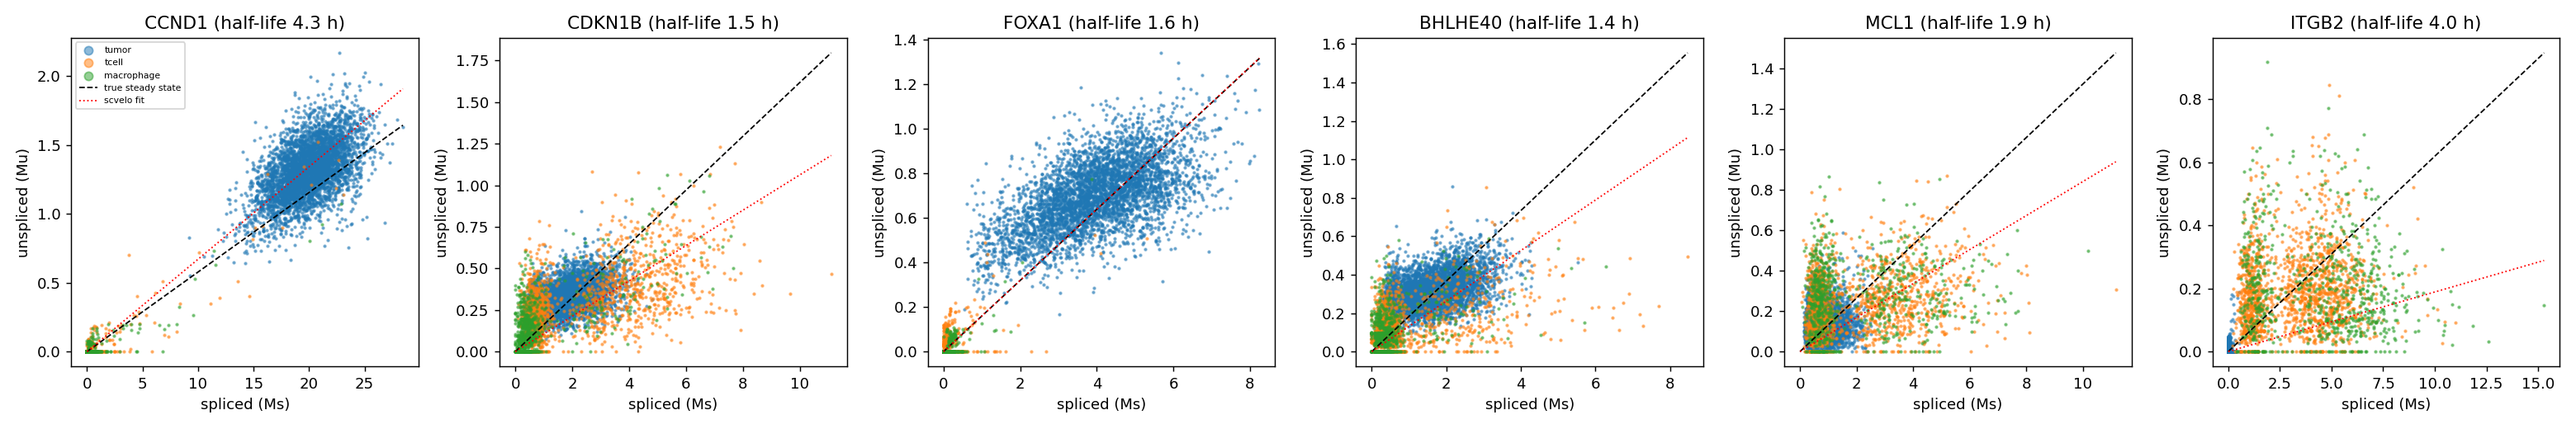 CCND1 (half-life 4.3 h)
unspliced (Mu)
2.0
1.5
1.0
0.5
0.0
tumor
tcell
macrophage
true steady state
scvelo fit
0 5 10 15 20 25
spliced (Ms)
CDKN1B (half-life 1.5 h)
unspliced (Mu)
1.75
1.50
1.25
1.00
0.75
0.50
0.25
0.00
0 2 4 6 8 10
spliced (Ms)
FOXA1 (half-life 1.6 h)
unspliced (Mu)
1.4
1.2
1.0
0.8
0.6
0.4
0.2
0.0
0 2 4 6 8
spliced (Ms)
BHLHE40 (half-life 1.4 h)
unspliced (Mu)
1.6
1.4
1.2
1.0
0.8
0.6
0.4
0.2
0.0
0 2 4 6 8
spliced (Ms)
MCL1 (half-life 1.9 h)
unspliced (Mu)
1.4
1.2
1.0
0.8
0.6
0.4
0.2
0.0
0 2 4 6 8 10
spliced (Ms)
ITGB2 (half-life 4.0 h)
unspliced (Mu)
0.8
0.6
0.4
0.2
0.0
0.0 2.5 5.0 7.5 10.0 12.5 15.0
spliced (Ms)